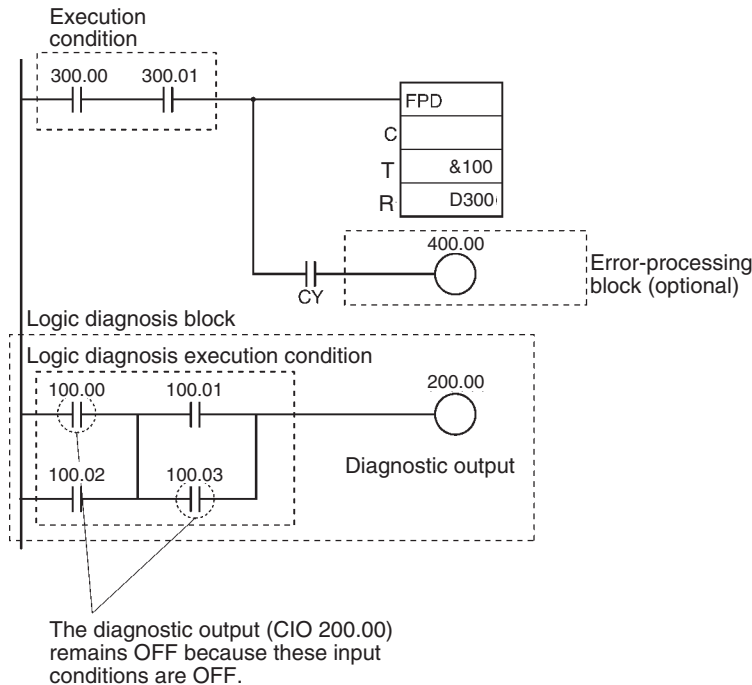 Execution
condition
300.00 300.01
FPD
C
T &100
R D300
400.00
CY
Error-processing
block (optional)
Logic diagnosis block
Logic diagnosis execution condition
100.00 100.01 200.00
100.02 100.03 Diagnostic output
The diagnostic output (CIO 200.00)
remains OFF because these input
conditions are OFF.